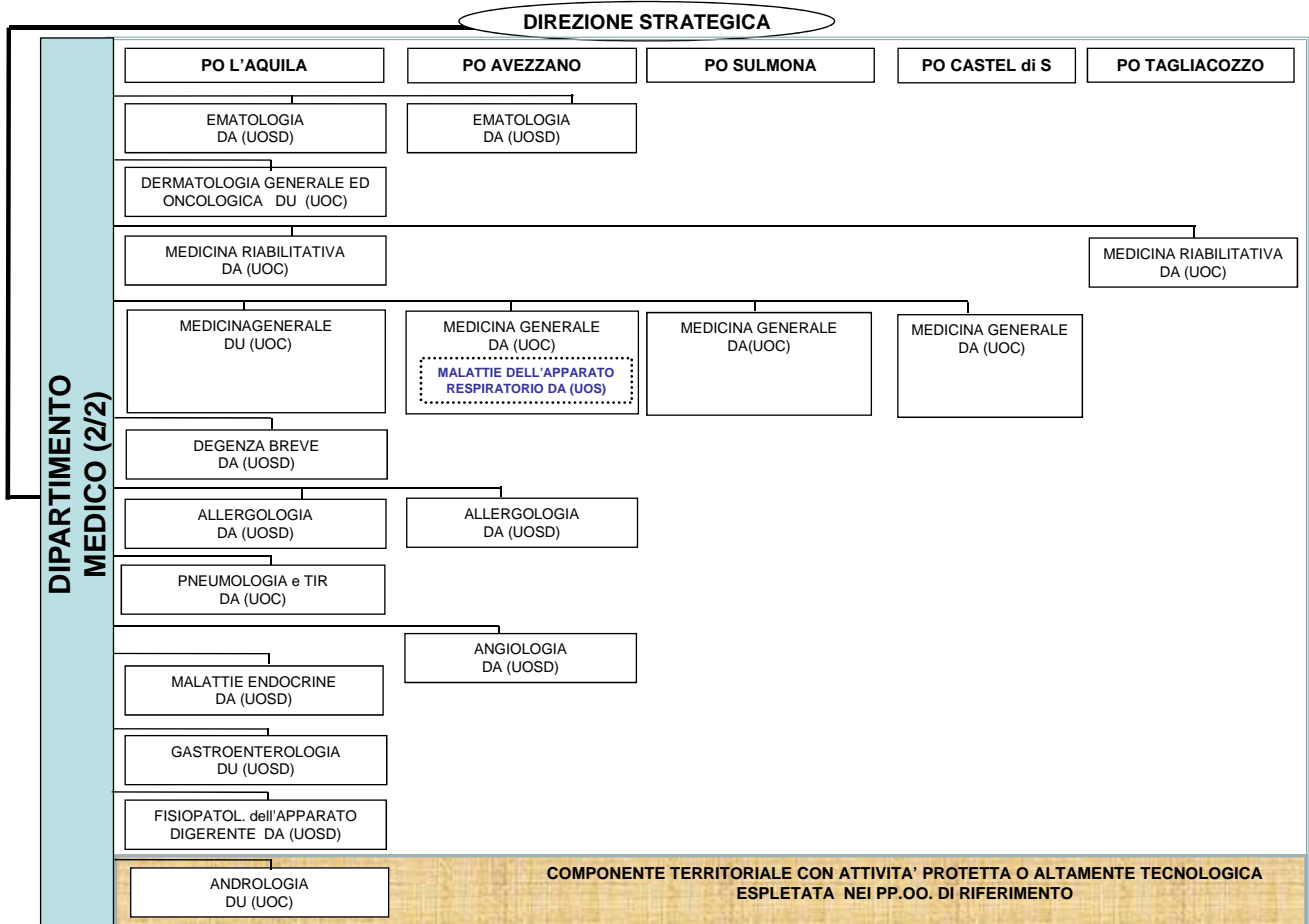 DIREZIONE STRATEGICA
DIPARTIMENTO
MEDICO (2/2)
PO L'AQUILA
PO AVEZZANO
PO SULMONA
PO CASTEL di S
PO TAGLIACOZZO
EMATOLOGIA
DA (UOSD)
EMATOLOGIA
DA (UOSD)
DERMATOLOGIA GENERALE ED
ONCOLOGICA DU (UOC)
MEDICINA RIABILITATIVA
DA (UOC)
MEDICINA RIABILITATIVA
DA (UOC)
MEDICINAGENERALE
DU (UOC)
MEDICINA GENERALE
DA (UOC)
MALATTIE DELL'APPARATO
RESPIRATORIO DA (UOS)
MEDICINA GENERALE
DA(UOC)
MEDICINA GENERALE
DA (UOC)
DEGENZA BREVE
DA (UOSD)
ALLERGOLOGIA
DA (UOSD)
ALLERGOLOGIA
DA (UOSD)
PNEUMOLOGIA e TIR
DA (UOC)
ANGIOLOGIA
DA (UOSD)
MALATTIE ENDOCRINE
DA (UOSD)
GASTROENTEROLOGIA
DU (UOSD)
FISIOPATOL. dell'APPARATO
DIGERENTE DA (UOSD)
ANDROLOGIA
DU (UOC)
COMPONENTE TERRITORIALE CON ATTIVITA' PROTETTA O ALTAMENTE TECNOLOGICA
ESPLETATA NEI PP.OO. DI RIFERIMENTO